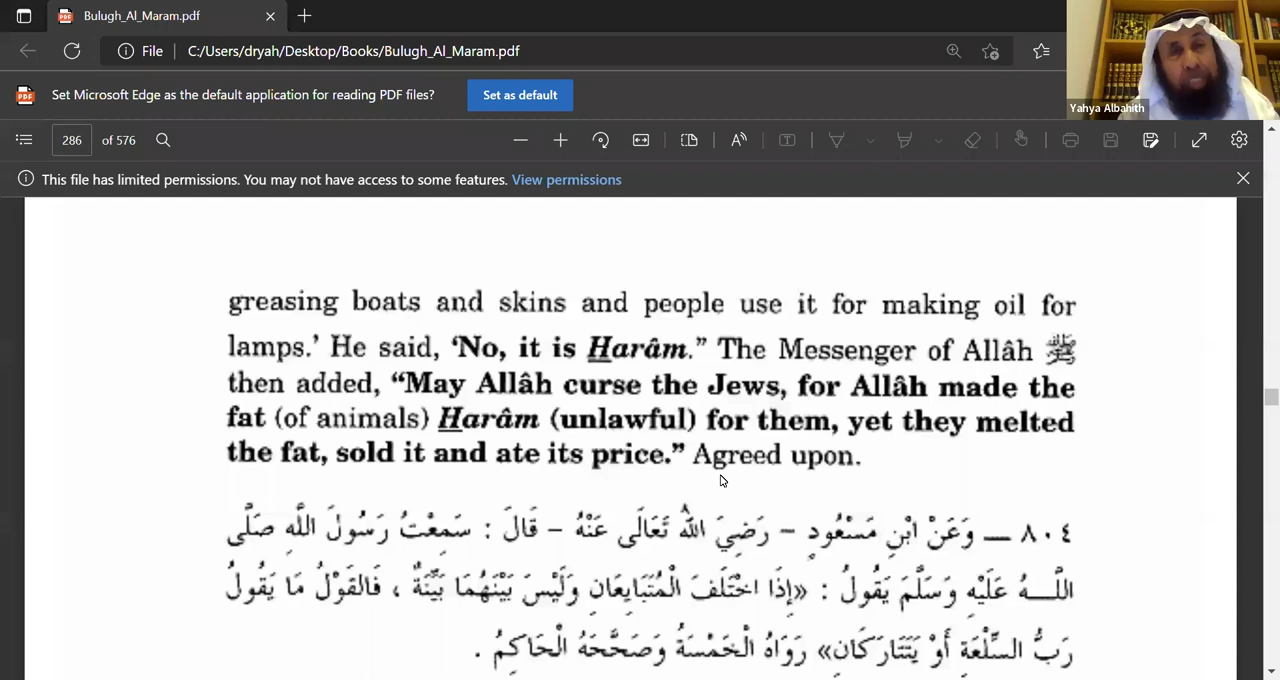 Bulugh_Al_Maram.pdf
File
C:/Users/dryah/Desktop/Books/Bulugh_Al_Maram.pdf
PDF
Set Microsoft Edge as the default application for reading PDF files?
Set as default
Yahya Albahith
286 of 576
This file has limited permissions. You may not have access to some features. View permissions
greasing boats and skins and people use it for making oil for
lamps.’ He said, ‘No, it is Harâm.” The Messenger of Allâh ﷺ
then added, “May Allâh curse the Jews, for Allâh made the
fat (of animals) Harâm (unlawful) for them, yet they melted
the fat, sold it and ate its price.” Agreed upon.
٨٠٤ — وَعَنْ ابْنِ مَسْعُودٍ – رَضِيَ اللهُ تَعَالَى عَنْهُ – قَالَ : سَمِعْتُ رَسُولَ اللَّهِ صَلَّى
اللَّـــهُ عَلَيْهِ وَسَلَّمَ يَقُولُ : «إِذَا اخْتَلَفَ الْمُتَبَايِعَانِ وَلَيْسَ بَيْنَهُمَا بَيِّنَةٌ ، فَالقَوْلُ مَا يَقُولُ
رَبُّ السِّلْعَةِ أَوْ يَتَتَارَكَانِ» رَوَاهُ الْخَمْسَةُ وَصَحَّحَهُ الْحَاكِمُ .